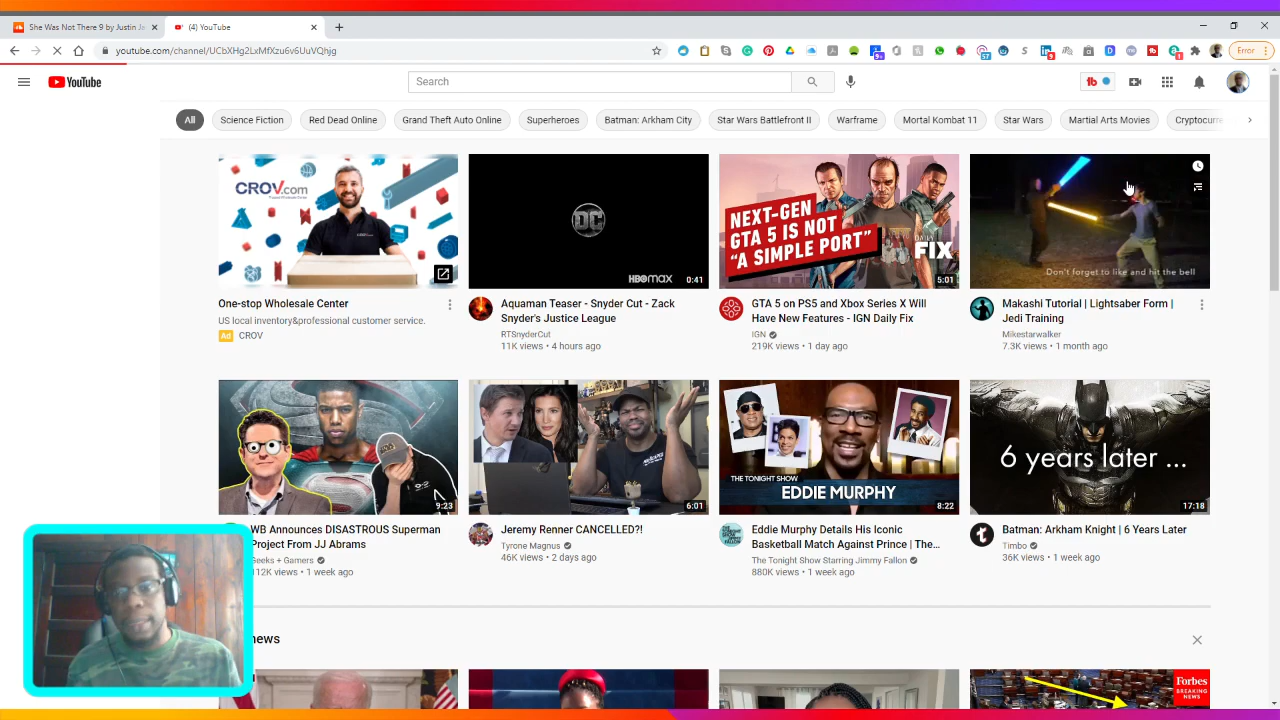 She Was Not There 9 by Justin Je
(4) YouTube
youtube.com/channel/UCbXHg2LxMfXzu6v6UuVQhjg
Error
YouTube
Search
All
Science Fiction
Red Dead Online
Grand Theft Auto Online
Superheroes
Batman: Arkham City
Star Wars Battlefront II
Warframe
Mortal Kombat 11
Star Wars
Martial Arts Movies
Cryptocurre
CROV.com
DC
HBOMAX
0:41
NEXT-GEN
GTA 5 IS NOT
"A SIMPLE PORT"
DAILY
FIX
5:01
Don't forget to like and hit the bell
One-stop Wholesale Center
US local inventory&professional customer service.
Ad CROV
Aquaman Teaser - Snyder Cut - Zack
Snyder's Justice League
RTSnyderCut
11K views • 4 hours ago
GTA 5 on PS5 and Xbox Series X Will
Have New Features - IGN Daily Fix
IGN
219K views • 1 day ago
Makashi Tutorial | Lightsaber Form |
Jedi Training
Mikestarwalker
7.3K views • 1 month ago
9:23
6:01
THE TONIGHT SHOW
EDDIE MURPHY
8:22
6 years later ...
17:18
WB Announces DISASTROUS Superman
Project From JJ Abrams
Geeks + Gamers
112K views • 1 week ago
Jeremy Renner CANCELLED?!
Tyrone Magnus
46K views • 2 days ago
Eddie Murphy Details His Iconic
Basketball Match Against Prince | The...
The Tonight Show Starring Jimmy Fallon
880K views • 1 week ago
Batman: Arkham Knight | 6 Years Later
Timbo
36K views • 1 week ago
news
Forbes
BREAKING
NEWS